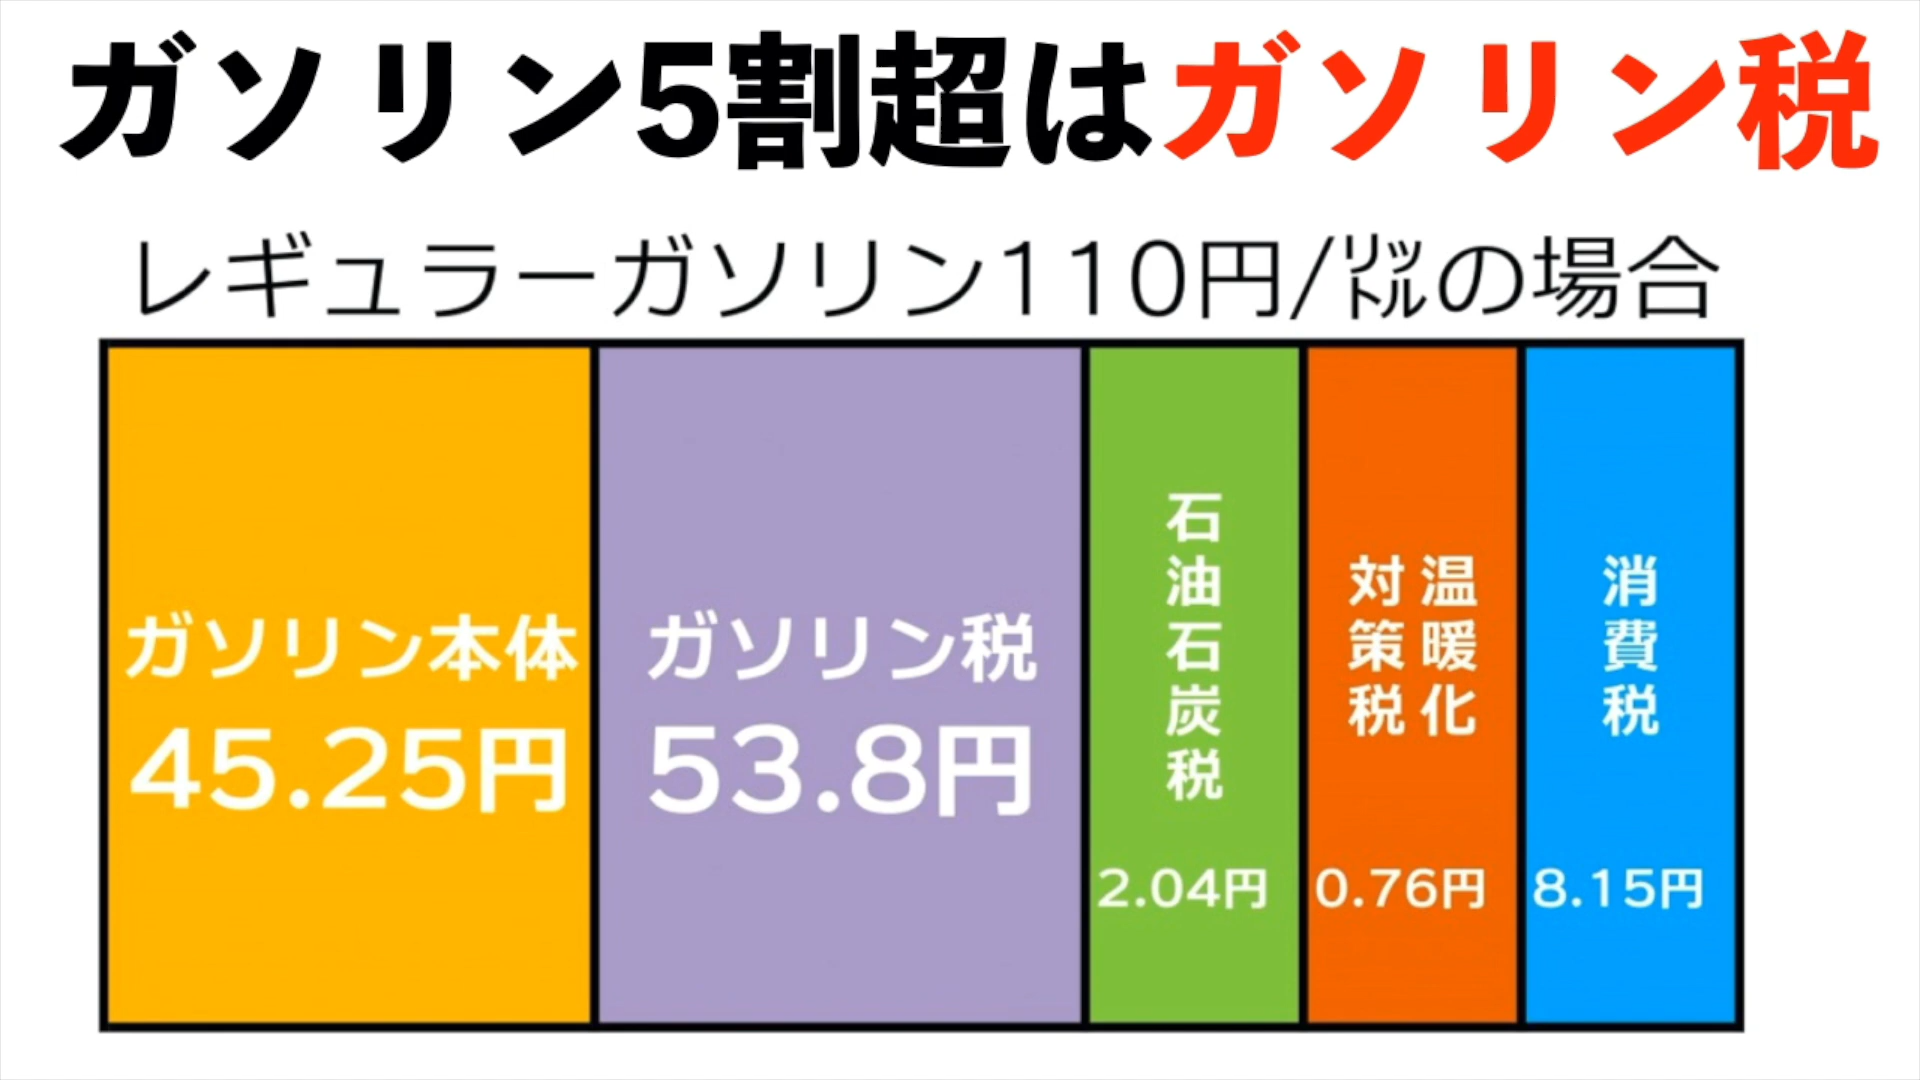 ガソリン5割超はガソリン税
レギュラーガソリン110円/㍑の場合
ガソリン本体
45.25円
ガソリン税
53.8円
石油石炭税
2.04円
温暖化
対策税
0.76円
消費税
8.15円